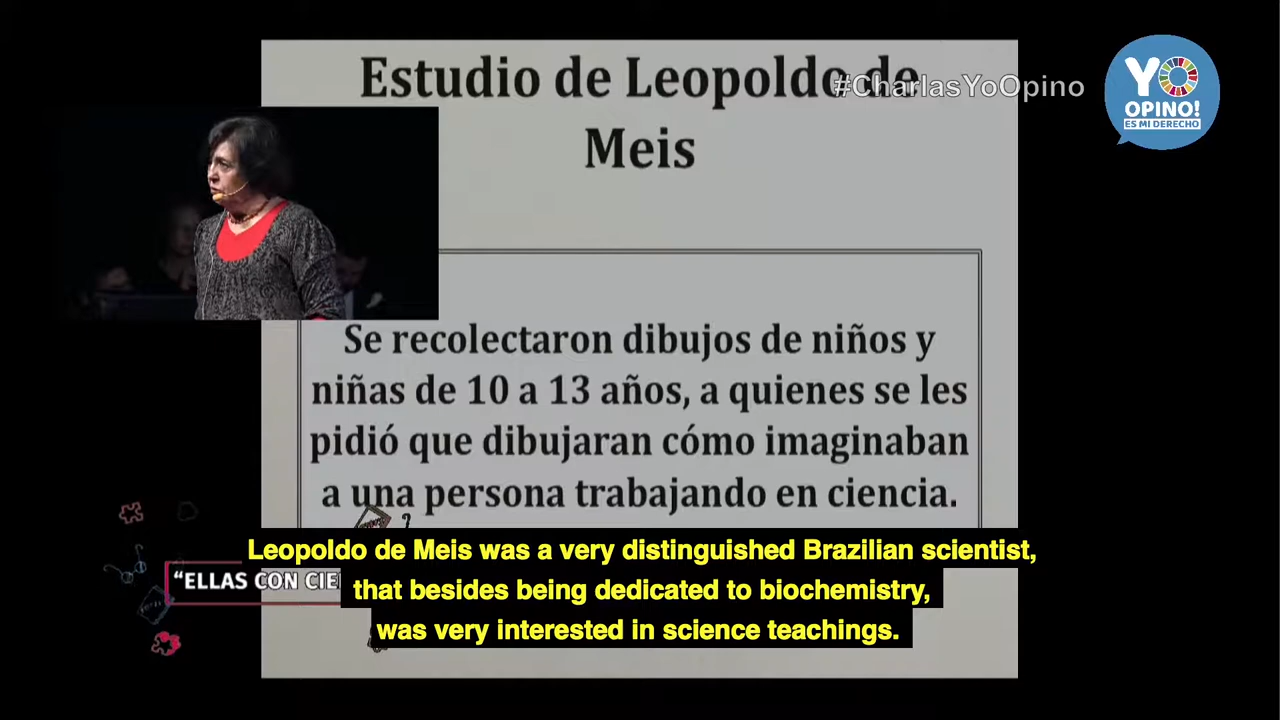 Estudio de Leopoldo de
Meis
#CharlasYoOpino
YO
OPINO!
ES MI DERECHO
Se recolectaron dibujos de niños y
niñas de 10 a 13 años, a quienes se les
pidió que dibujaran cómo imaginaban
a una persona trabajando en ciencia.
“ELLAS CON
Leopoldo de Meis was a very distinguished Brazilian scientist,
that besides being dedicated to biochemistry,
was very interested in science teachings.